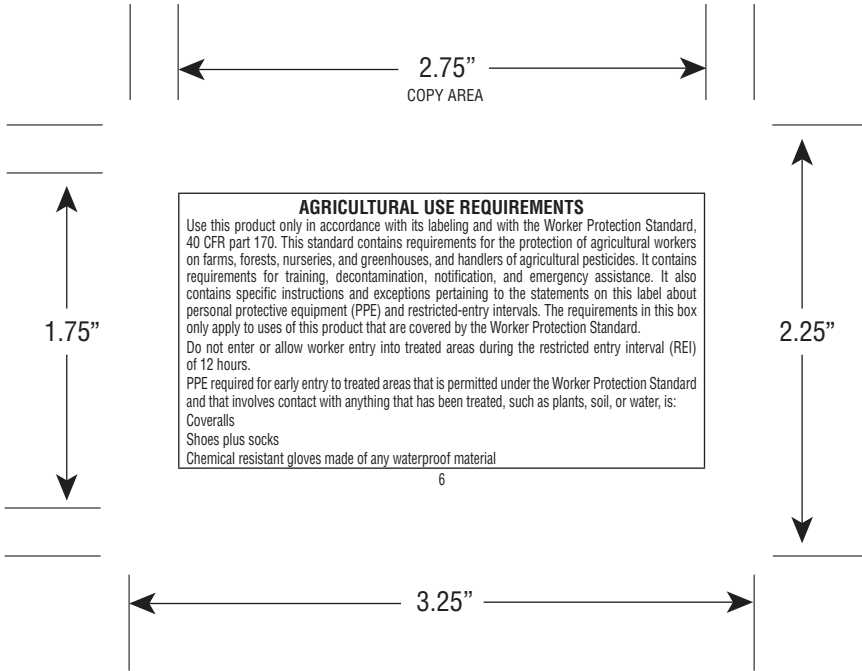 2.75”
COPY AREA
AGRICULTURAL USE REQUIREMENTS
Use this product only in accordance with its labeling and with the Worker Protection Standard,
40 CFR part 170. This standard contains requirements for the protection of agricultural workers
on farms, forests, nurseries, and greenhouses, and handlers of agricultural pesticides. It contains
requirements for training, decontamination, notification, and emergency assistance. It also
contains specific instructions and exceptions pertaining to the statements on this label about
personal protective equipment (PPE) and restricted-entry intervals. The requirements in this box
only apply to uses of this product that are covered by the Worker Protection Standard.
Do not enter or allow worker entry into treated areas during the restricted entry interval (REI)
of 12 hours.
PPE required for early entry to treated areas that is permitted under the Worker Protection Standard
and that involves contact with anything that has been treated, such as plants, soil, or water, is:
Coveralls
Shoes plus socks
Chemical resistant gloves made of any waterproof material
6
1.75”
2.25”
3.25”